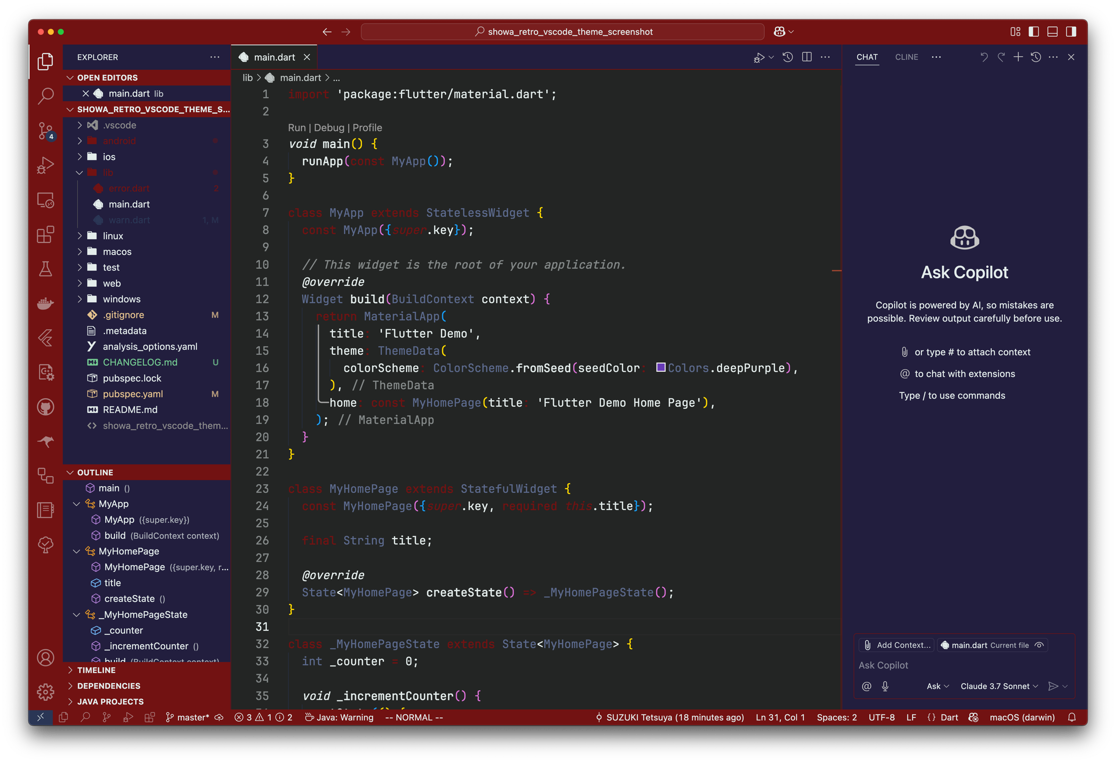 showa_retro_vscode_theme_screenshot
EXPLORER
OPEN EDITORS
main.dart lib
SHOWA_RETRO_VSCODE_THEME_S...
.vscode
android
ios
lib
error.dart 2
main.dart
warn.dart 1, M
linux
macos
test
web
windows
.gitignore M
.metadata
analysis_options.yaml
CHANGELOG.md U
pubspec.lock
pubspec.yaml M
README.md
showa_retro_vscode_them...
OUTLINE
main ()
MyApp
MyApp ({super.key})
build (BuildContext context)
MyHomePage
MyHomePage ({super.key, r...
title
createState ()
_MyHomePageState
_counter
_incrementCounter ()
build (BuildContext context)
TIMELINE
DEPENDENCIES
JAVA PROJECTS
4
main.dart
lib > main.dart > ...
1 import 'package:flutter/material.dart';
2
Run | Debug | Profile
3 void main() {
4 runApp(const MyApp());
5 }
6
7 class MyApp extends StatelessWidget {
8 const MyApp({super.key});
9
10 // This widget is the root of your application.
11 @override
12 Widget build(BuildContext context) {
13 return MaterialApp(
14 title: 'Flutter Demo',
15 theme: ThemeData(
16 colorScheme: ColorScheme.fromSeed(seedColor: Colors.deepPurple),
17 ), // ThemeData
18 home: const MyHomePage(title: 'Flutter Demo Home Page'),
19 ); // MaterialApp
20 }
21 }
22
23 class MyHomePage extends StatefulWidget {
24 const MyHomePage({super.key, required this.title});
25
26 final String title;
27
28 @override
29 State<MyHomePage> createState() => _MyHomePageState();
30 }
31
32 class _MyHomePageState extends State<MyHomePage> {
33 int _counter = 0;
34
35 void _incrementCounter() {
CHAT CLINE
Ask Copilot
Copilot is powered by AI, so mistakes are
possible. Review output carefully before use.
or type # to attach context
@ to chat with extensions
Type / to use commands
Add Context... main.dart Current file
Ask Copilot
@ Ask Claude 3.7 Sonnet
master* 3 1 2 Java: Warning -- NORMAL -- SUZUKI Tetsuya (18 minutes ago) Ln 31, Col 1 Spaces: 2 UTF-8 LF {} Dart macOS (darwin)